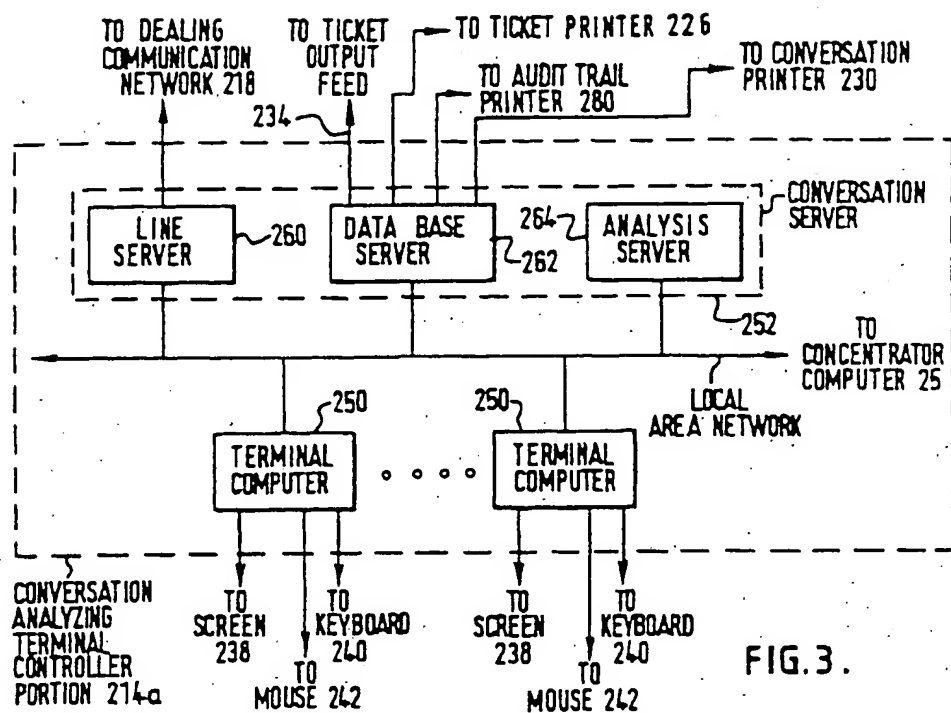 TO DEALING
COMMUNICATION
NETWORK 218
TO TICKET
OUTPUT
FEED
234
TO TICKET PRINTER 226
TO AUDIT TRAIL
PRINTER 280
TO CONVERSATION
PRINTER 230
LINE
SERVER
260
DATA BASE
SERVER
262
264
ANALYSIS
SERVER
CONVERSATION
SERVER
252
TO
CONCENTRATOR
COMPUTER 25
LOCAL
AREA NETWORK
250
TERMINAL
COMPUTER
250
TERMINAL
COMPUTER
CONVERSATION
ANALYZING
TERMINAL
CONTROLLER
PORTION 214a
TO
SCREEN
238
TO
MOUSE 242
TO
KEYBOARD
240
TO
SCREEN
238
TO
MOUSE 242
TO
KEYBOARD
240
FIG.3.